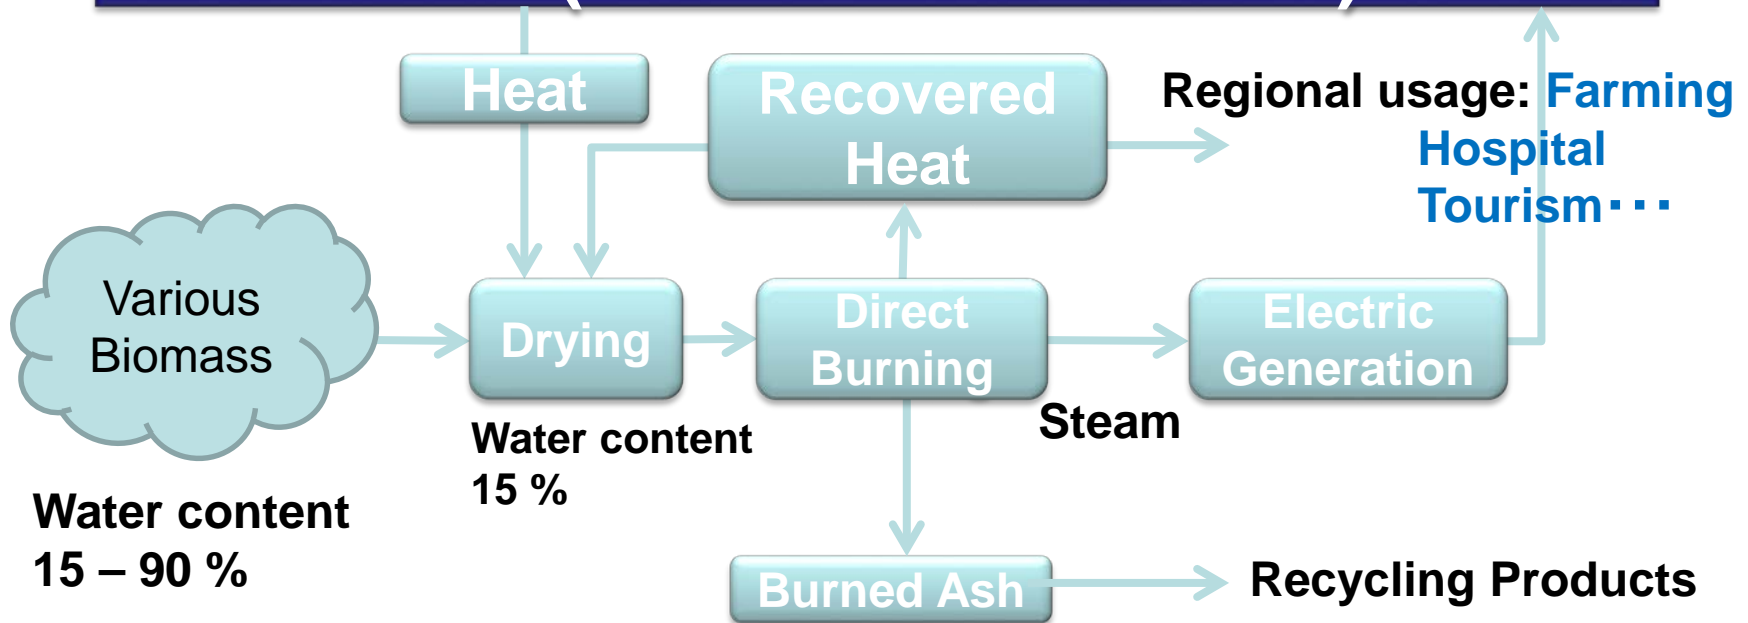 Heat
Recovered
Heat
Regional usage: Farming
Hospital
Tourism･･･
Various
Biomass
Drying
Direct
Burning
Electric
Generation
Steam
Water content
15 %
Water content
15 – 90 %
Burned Ash
Recycling Products